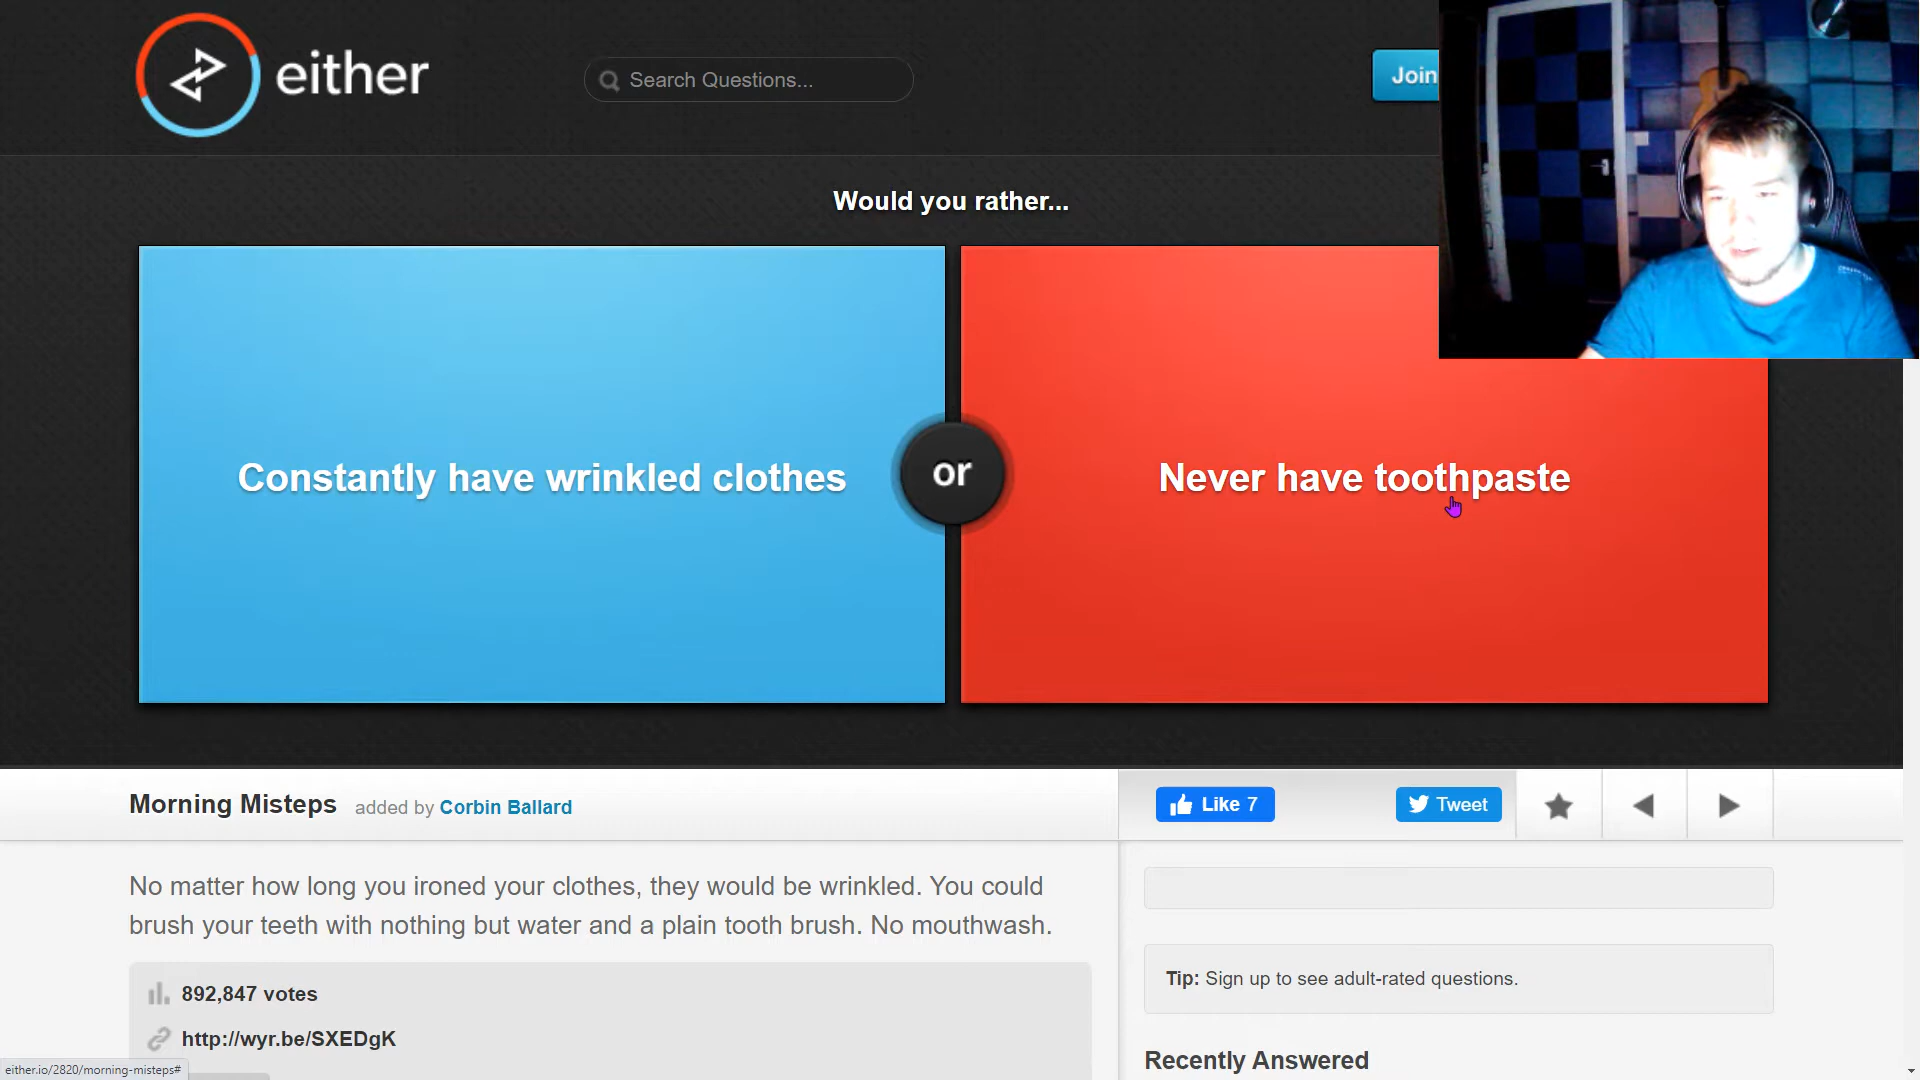 either
Search Questions...
Join
Would you rather...
Constantly have wrinkled clothes
or
Never have toothpaste
Morning Misteps added by Corbin Ballard
Like 7
Tweet
No matter how long you ironed your clothes, they would be wrinkled. You could
brush your teeth with nothing but water and a plain tooth brush. No mouthwash.
892,847 votes
http://wyr.be/SXEDgK
Tip: Sign up to see adult-rated questions.
Recently Answered
either.io/2820/morning-misteps#